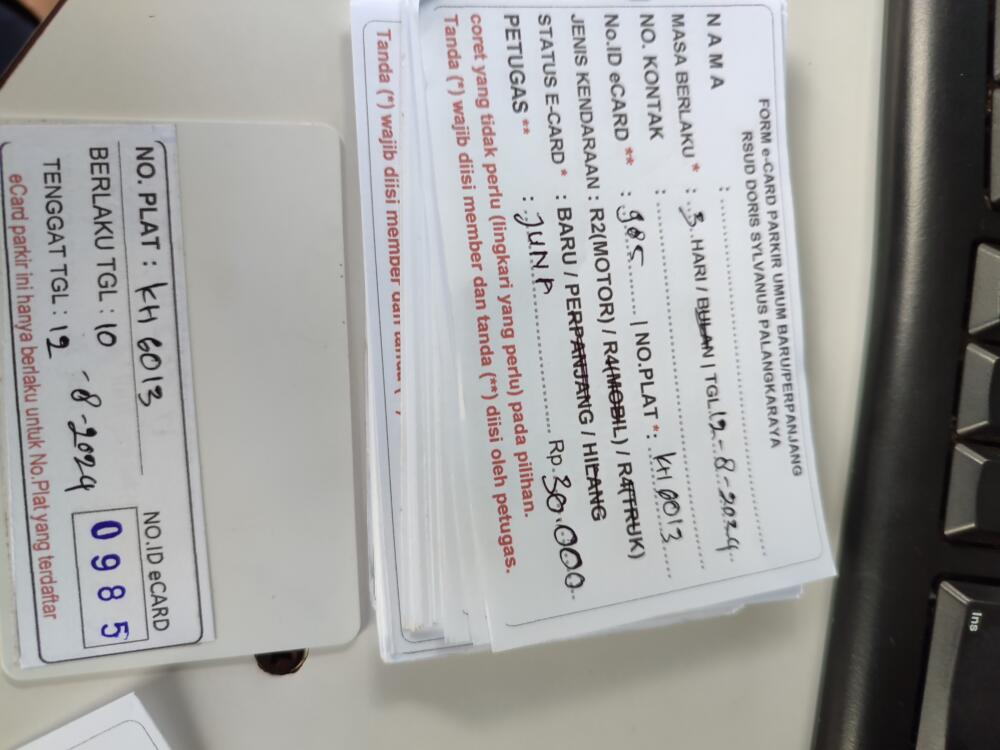 FORM e-CARD PARKIR UMUM BARU/PERPANJANG
RSUD DORIS SYLVANUS PALANGKARAYA
NAMA :
MASA BERLAKU * : 3 HARI / BULAN | TGL. 12-8-2024
NO. KONTAK :
No.ID eCARD ** : 985 | NO.PLAT *: KH 6013
JENIS KENDARAAN : R2(MOTOR) / R4(MOBIL) / R4(TRUK)
STATUS E-CARD * : BARU / PERPANJANG / HILANG
PETUGAS ** : Rp. 30.000
coret yang tidak perlu (lingkari yang perlu) pada pilihan.
Tanda (*) wajib diisi member dan tanda (**) diisi oleh petugas.
Tanda (*) wajib diisi member dan tanda (
NO. PLAT : KH 6013
BERLAKU TGL : 10
TENGGAT TGL : 12 -8-2024
NO.ID eCARD
0985
eCard parkir ini hanya berlaku untuk No.Plat yang terdaftar
Ins